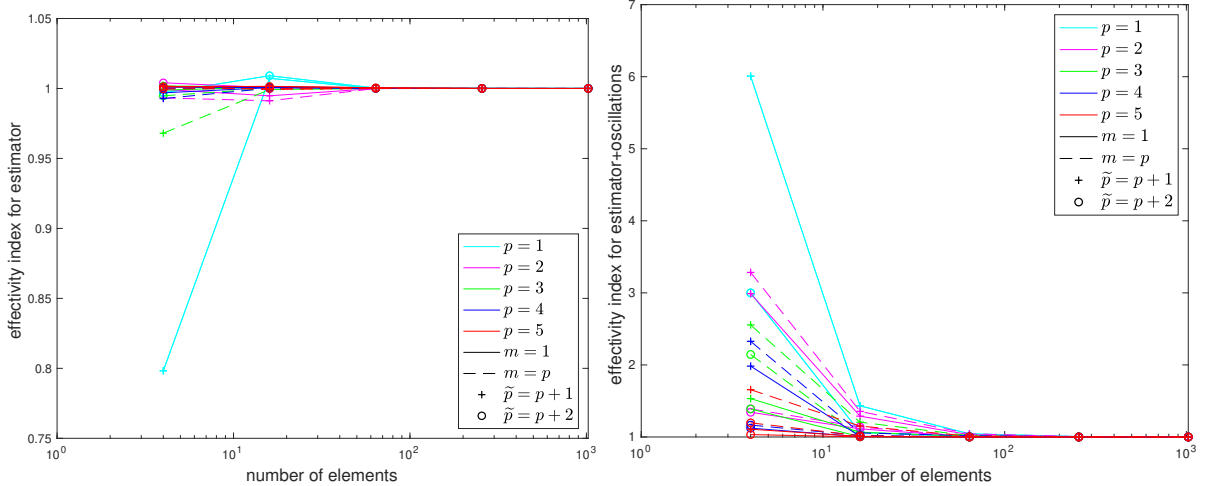 1.05
1
0.95
0.9
0.85
0.8
0.75
effectivity index for estimator
10^0
10^1
10^2
10^3
number of elements
p = 1
p = 2
p = 3
p = 4
p = 5
m = 1
m = p
p̃ = p + 1
p̃ = p + 2
7
6
5
4
3
2
1
effectivity index for estimator+oscillations
10^0
10^1
10^2
10^3
number of elements
p = 1
p = 2
p = 3
p = 4
p = 5
m = 1
m = p
p̃ = p + 1
p̃ = p + 2